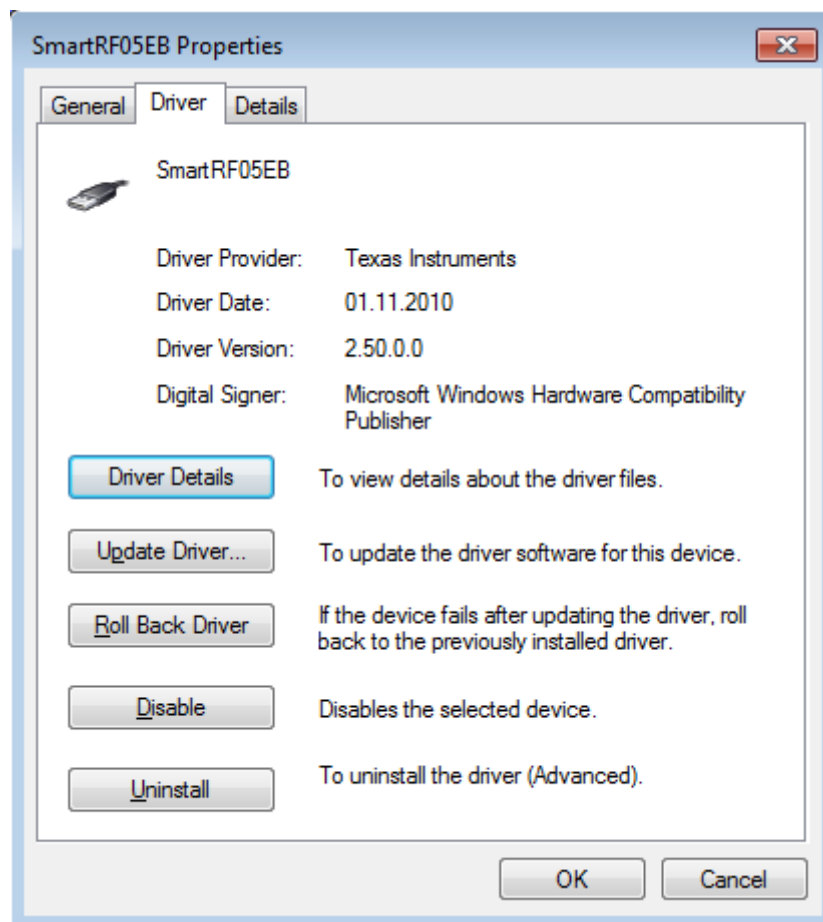 SmartRF05EB Properties
General Driver Details
SmartRF05EB
Driver Provider: Texas Instruments
Driver Date: 01.11.2010
Driver Version: 2.50.0.0
Digital Signer: Microsoft Windows Hardware Compatibility
Publisher
Driver Details To view details about the driver files.
Update Driver... To update the driver software for this device.
Roll Back Driver If the device fails after updating the driver, roll
back to the previously installed driver.
Disable Disables the selected device.
Uninstall To uninstall the driver (Advanced).
OK Cancel